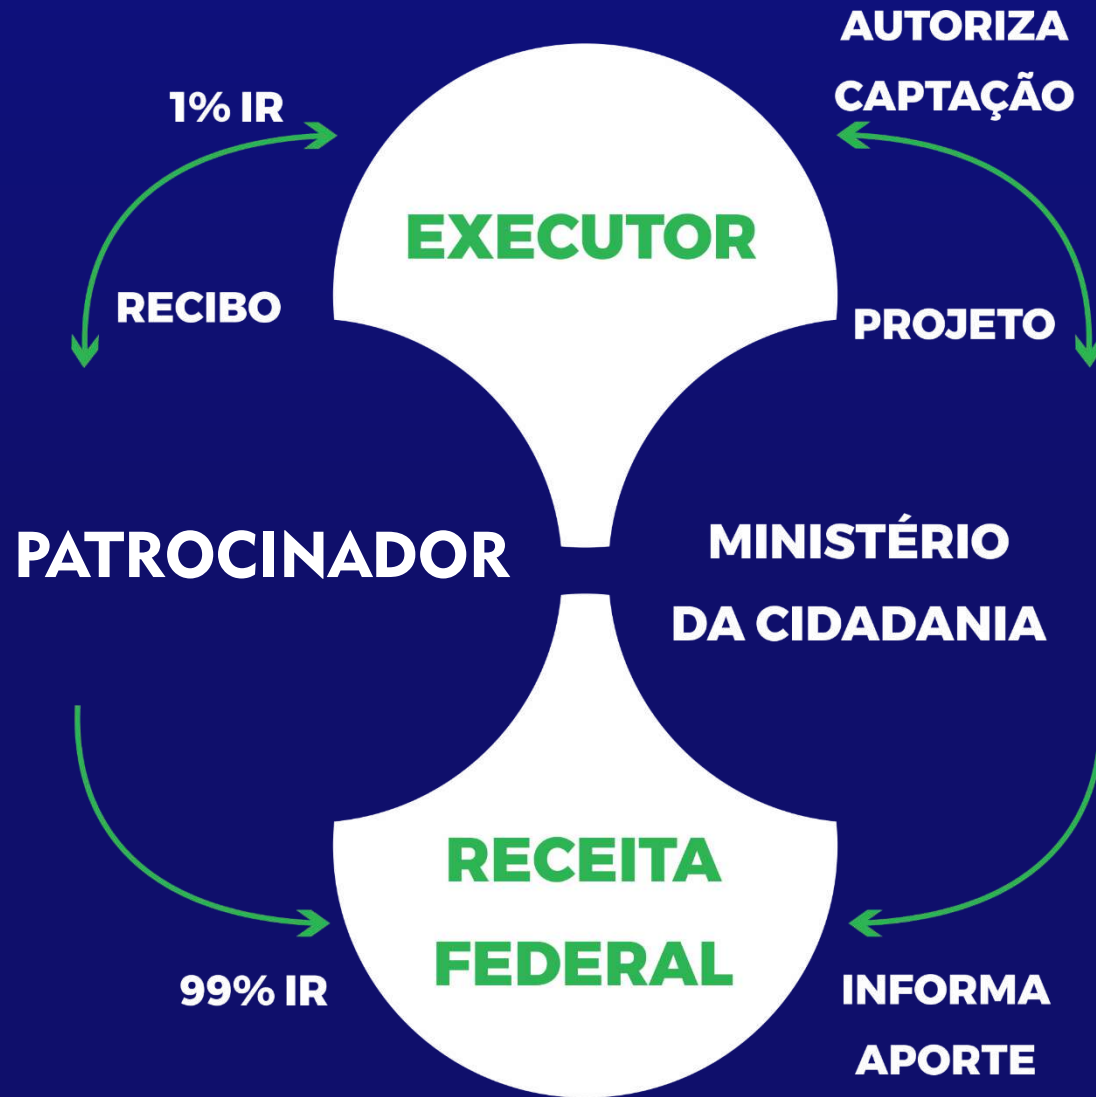 AUTORIZA
CAPTAÇÃO
1% IR
EXECUTOR
RECIBO
PROJETO
PATROCINADOR
MINISTÉRIO
DA CIDADANIA
RECEITA
FEDERAL
99% IR
INFORMA
APORTE